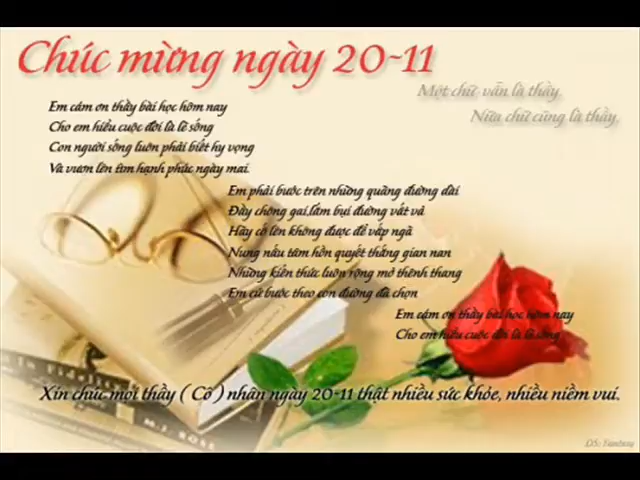 Chúc mừng ngày 20-11
Một chữ vẫn là thầy,
Nửa chữ cũng là thầy,
Em cám ơn thầy bài học hôm nay
Cho em hiểu cuộc đời là lẽ sống
Con người sống luôn phải biết hy vọng
Và vươn lên tìm hạnh phúc ngày mai.
Em phải bước trên những quãng đường dài
Đầy chông gai,lắm bụi đường vất vả
Hãy cố lên không được để vấp ngã
Nung nấu tâm hồn quyết thắng gian nan
Những kiến thức luôn rộng mở thênh thang
Em cứ bước theo con đường đã chọn
Em cám ơn thầy bài học hôm nay
Cho em hiểu cuộc đời là lẽ sống
Xin chúc mọi thầy ( Cô ) nhân ngày 20-11 thật nhiều sức khỏe, nhiều niềm vui.
M.J. ROSE